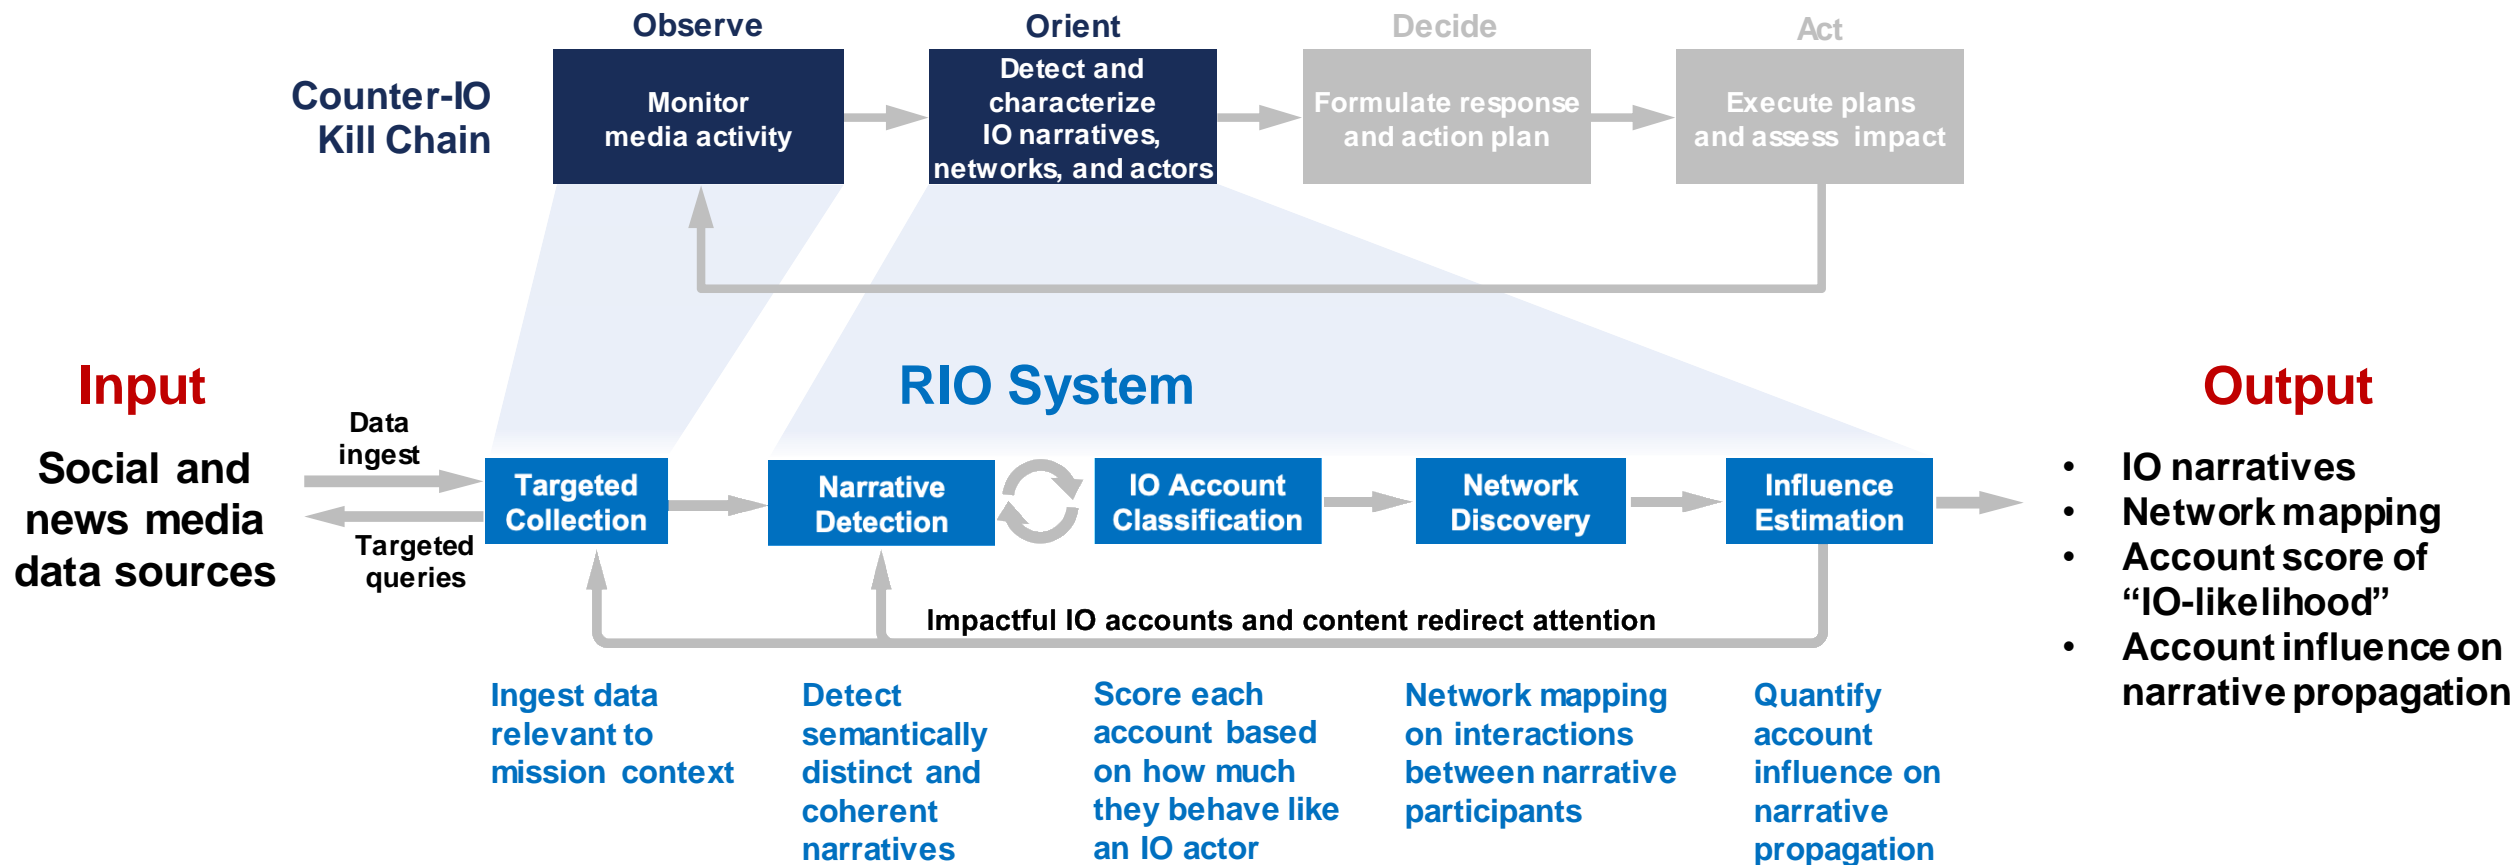 Observe
Orient
Decide
Act
Counter-IO
Kill Chain
Monitor
media activity
Detect and
characterize
IO narratives,
networks, and actors
Formulate response
and action plan
Execute plans
and assess impact
Input
RIO System
Output
Social and
news media
data sources
Data
ingest
Targeted
queries
Targeted
Collection
Narrative
Detection
IO Account
Classification
Network
Discovery
Influence
Estimation
Impactful IO accounts and content redirect attention
• IO narratives
• Network mapping
• Account score of
“IO-likelihood”
• Account influence on
narrative propagation
Ingest data
relevant to
mission context
Detect
semantically
distinct and
coherent
narratives
Score each
account based
on how much
they behave like
an IO actor
Network mapping
on interactions
between narrative
participants
Quantify
account
influence on
narrative
propagation